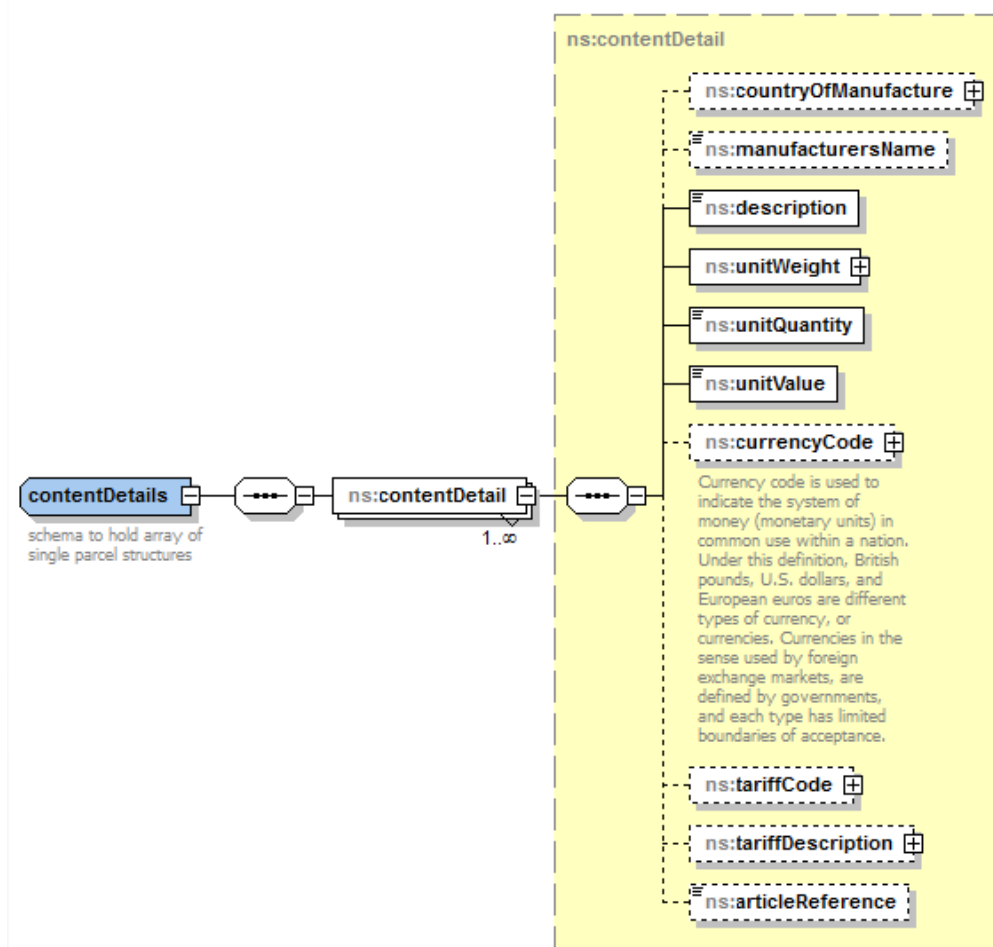 ns:contentDetail
ns:countryOfManufacture
ns:manufacturersName
ns:description
ns:unitWeight
ns:unitQuantity
ns:unitValue
ns:currencyCode
Currency code is used to
indicate the system of
money (monetary units) in
common use within a nation.
Under this definition, British
pounds, U.S. dollars, and
European euros are different
types of currency, or
currencies. Currencies in the
sense used by foreign
exchange markets, are
defined by governments,
and each type has limited
boundaries of acceptance.
contentDetails
schema to hold array of
single parcel structures
ns:contentDetail
1..∞
ns:tariffCode
ns:tariffDescription
ns:articleReference